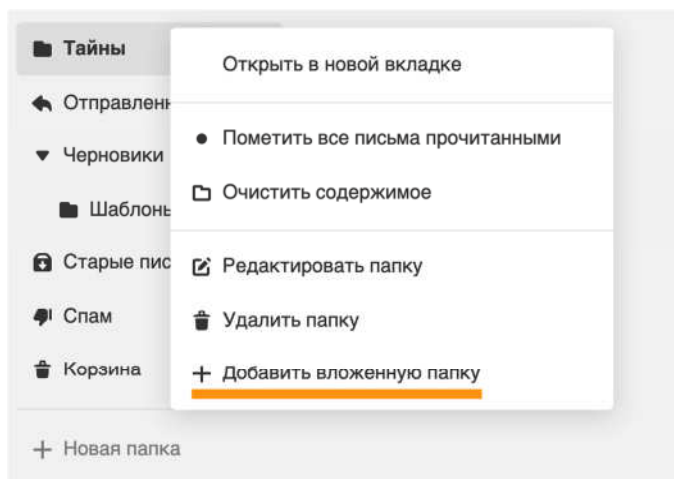 Тайны
Открыть в новой вкладке
Отправленн
Пометить все письма прочитанными
Черновики
Очистить содержимое
Шаблоны
Старые пис
Редактировать папку
Спам
Удалить папку
Корзина
Добавить вложенную папку
Новая папка